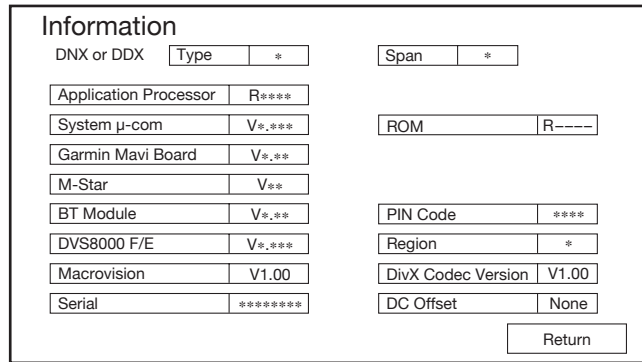 Information
DNX or DDX Type * Span *
Application Processor R****
System µ-com V*.*** ROM R----
Garmin Mavi Board V*.**
M-Star V**
BT Module V*.** PIN Code ****
DVS8000 F/E V*.*** Region *
Macrovision V1.00 DivX Codec Version V1.00
Serial ******** DC Offset None
Return